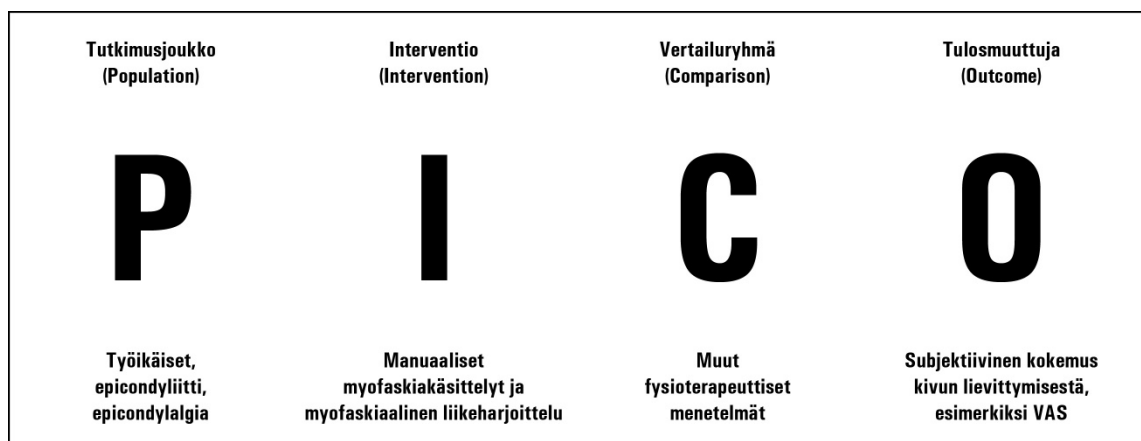 Tutkimusjoukko
(Population)
P
Työikäiset,
epicondyliitti,
epicondylalgia
Interventio
(Intervention)
I
Manuaaliset
myofaskiakäsittelyt ja
myofaskiaalinen liikeharjoittelu
Vertailuryhmä
(Comparison)
C
Muut
fysioterapeuttiset
menetelmät
Tulosmuuttuja
(Outcome)
O
Subjektiivinen kokemus
kivun lievittymisestä,
esimerkiksi VAS